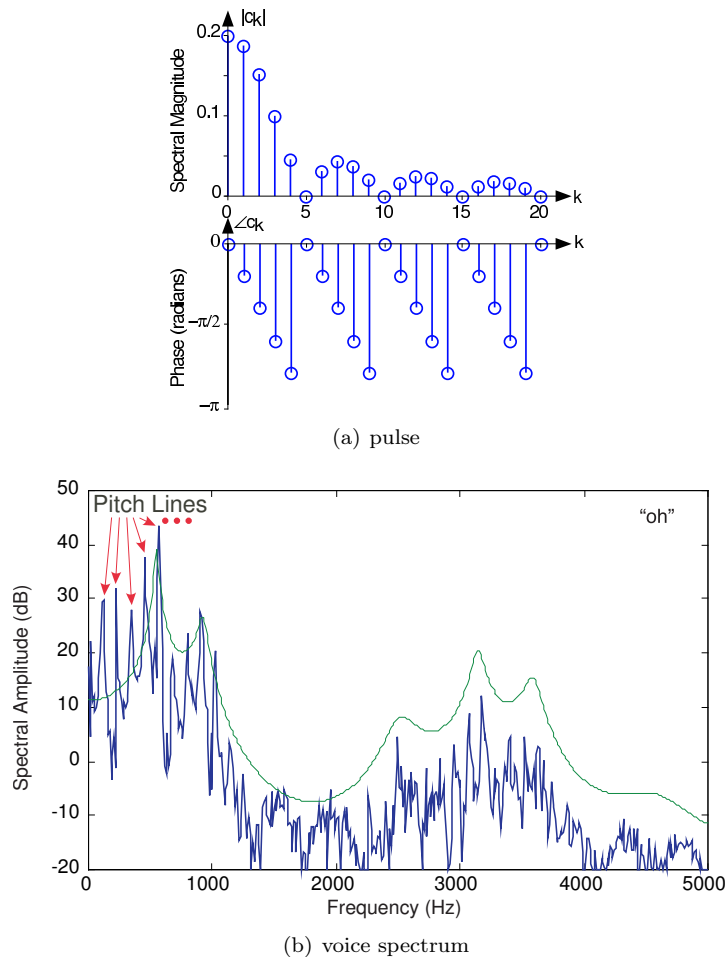 |ck|
0.2
Spectral Magnitude
0.1
0
0 5 10 15 20 k
∠ck
0 k
Phase (radians)
−π/2
−π
(a) pulse
50
Pitch Lines
"oh"
40
30
20
10
0
-10
-20
Spectral Amplitude (dB)
0 1000 2000 3000 4000 5000
Frequency (Hz)
(b) voice spectrum